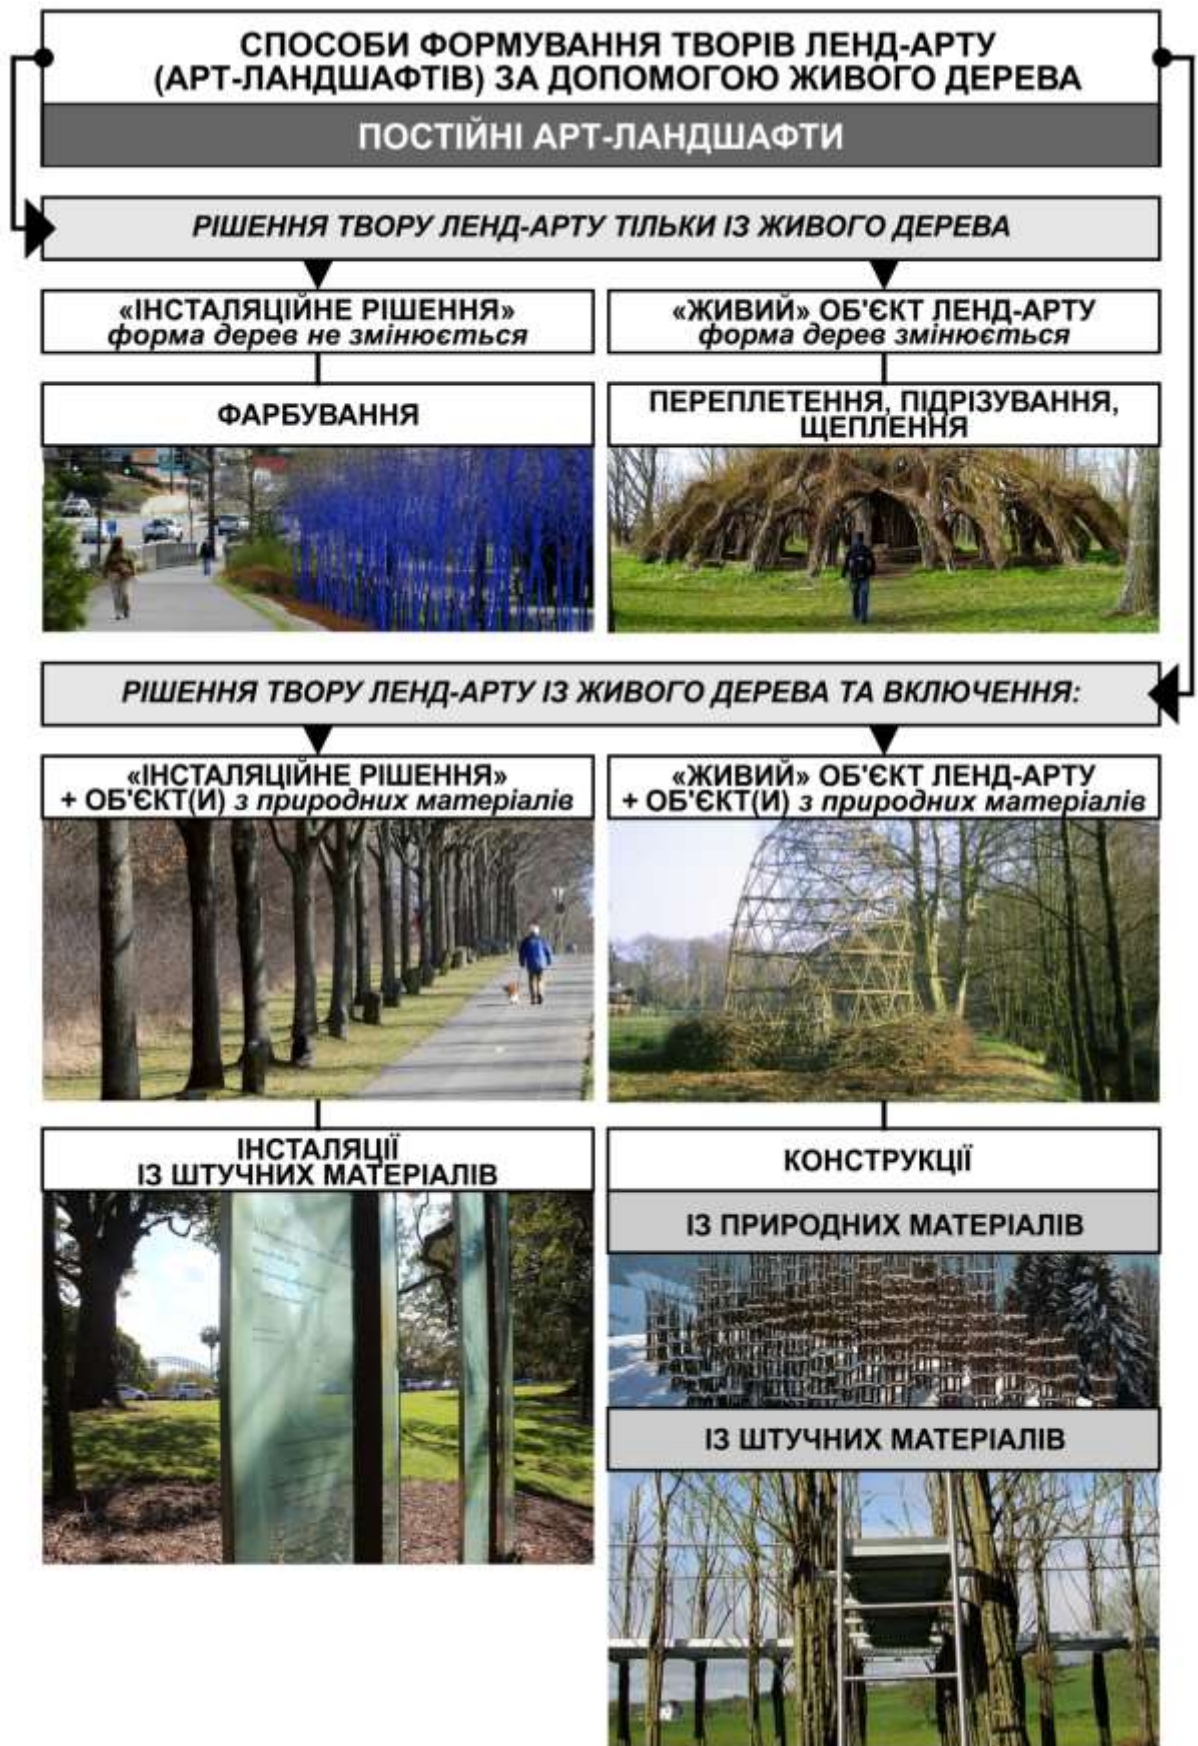 СПОСОБИ ФОРМУВАННЯ ТВОРІВ ЛЕНД-АРТУ
(АРТ-ЛАНДШАФТІВ) ЗА ДОПОМОГОЮ ЖИВОГО ДЕРЕВА
ПОСТІЙНІ АРТ-ЛАНДШАФТИ
РІШЕННЯ ТВОРУ ЛЕНД-АРТУ ТІЛЬКИ ІЗ ЖИВОГО ДЕРЕВА
«ІНСТАЛЯЦІЙНЕ РІШЕННЯ»
форма дерев не змінюється
«ЖИВИЙ» ОБ'ЄКТ ЛЕНД-АРТУ
форма дерев змінюється
ФАРБУВАННЯ
ПЕРЕПЛЕТЕННЯ, ПІДРІЗУВАННЯ,
ЩЕПЛЕННЯ
РІШЕННЯ ТВОРУ ЛЕНД-АРТУ ІЗ ЖИВОГО ДЕРЕВА ТА ВКЛЮЧЕННЯ:
«ІНСТАЛЯЦІЙНЕ РІШЕННЯ»
+ ОБ'ЄКТ(И) з природних матеріалів
«ЖИВИЙ» ОБ'ЄКТ ЛЕНД-АРТУ
+ ОБ'ЄКТ(И) з природних матеріалів
ІНСТАЛЯЦІЇ
ІЗ ШТУЧНИХ МАТЕРІАЛІВ
КОНСТРУКЦІЇ
ІЗ ПРИРОДНИХ МАТЕРІАЛІВ
ІЗ ШТУЧНИХ МАТЕРІАЛІВ